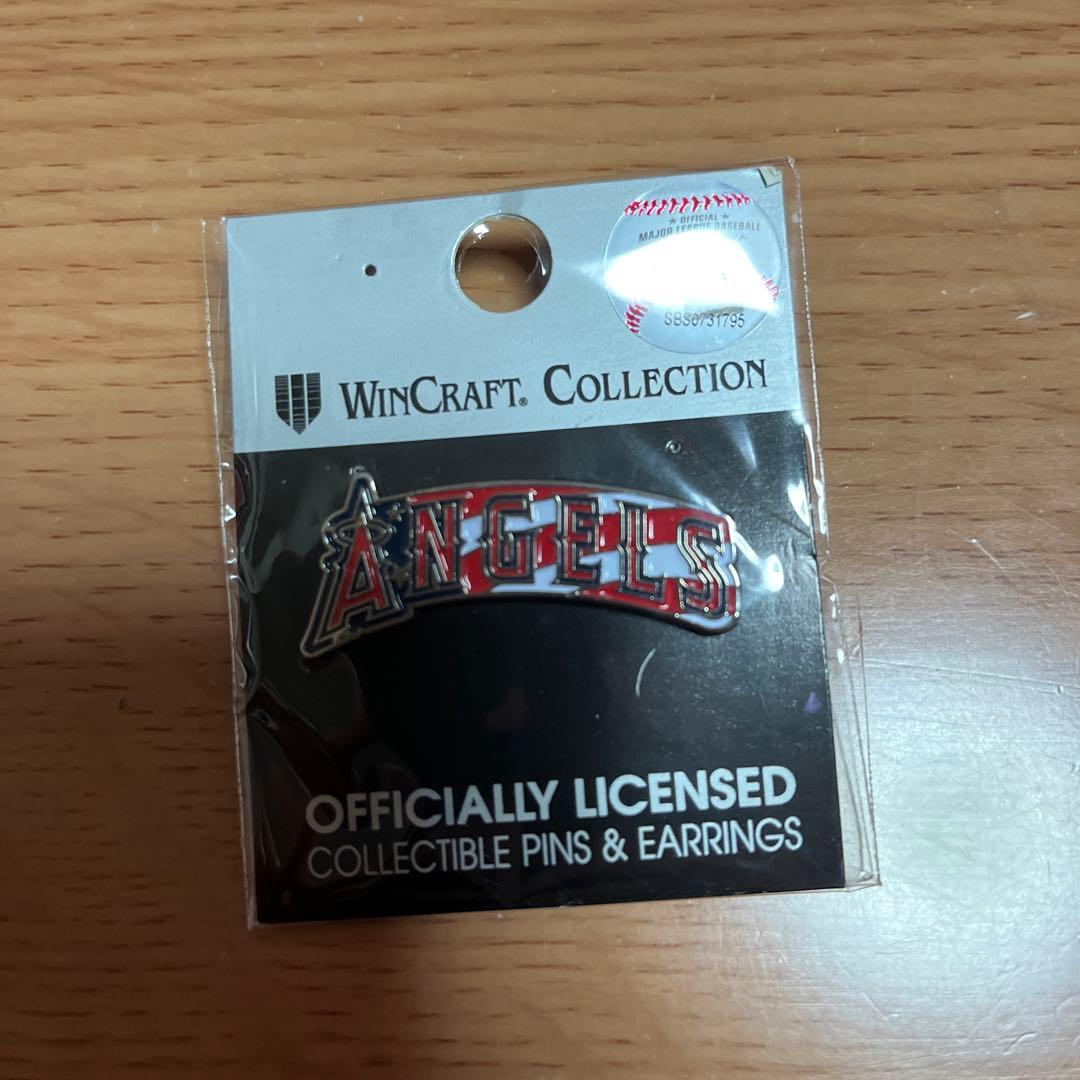 ★ OFFICIAL ★
MAJOR LEAGUE BASEBALL
SBS0731795
WINCRAFT® COLLECTION
ANGELS
OFFICIALLY LICENSED
COLLECTIBLE PINS & EARRINGS